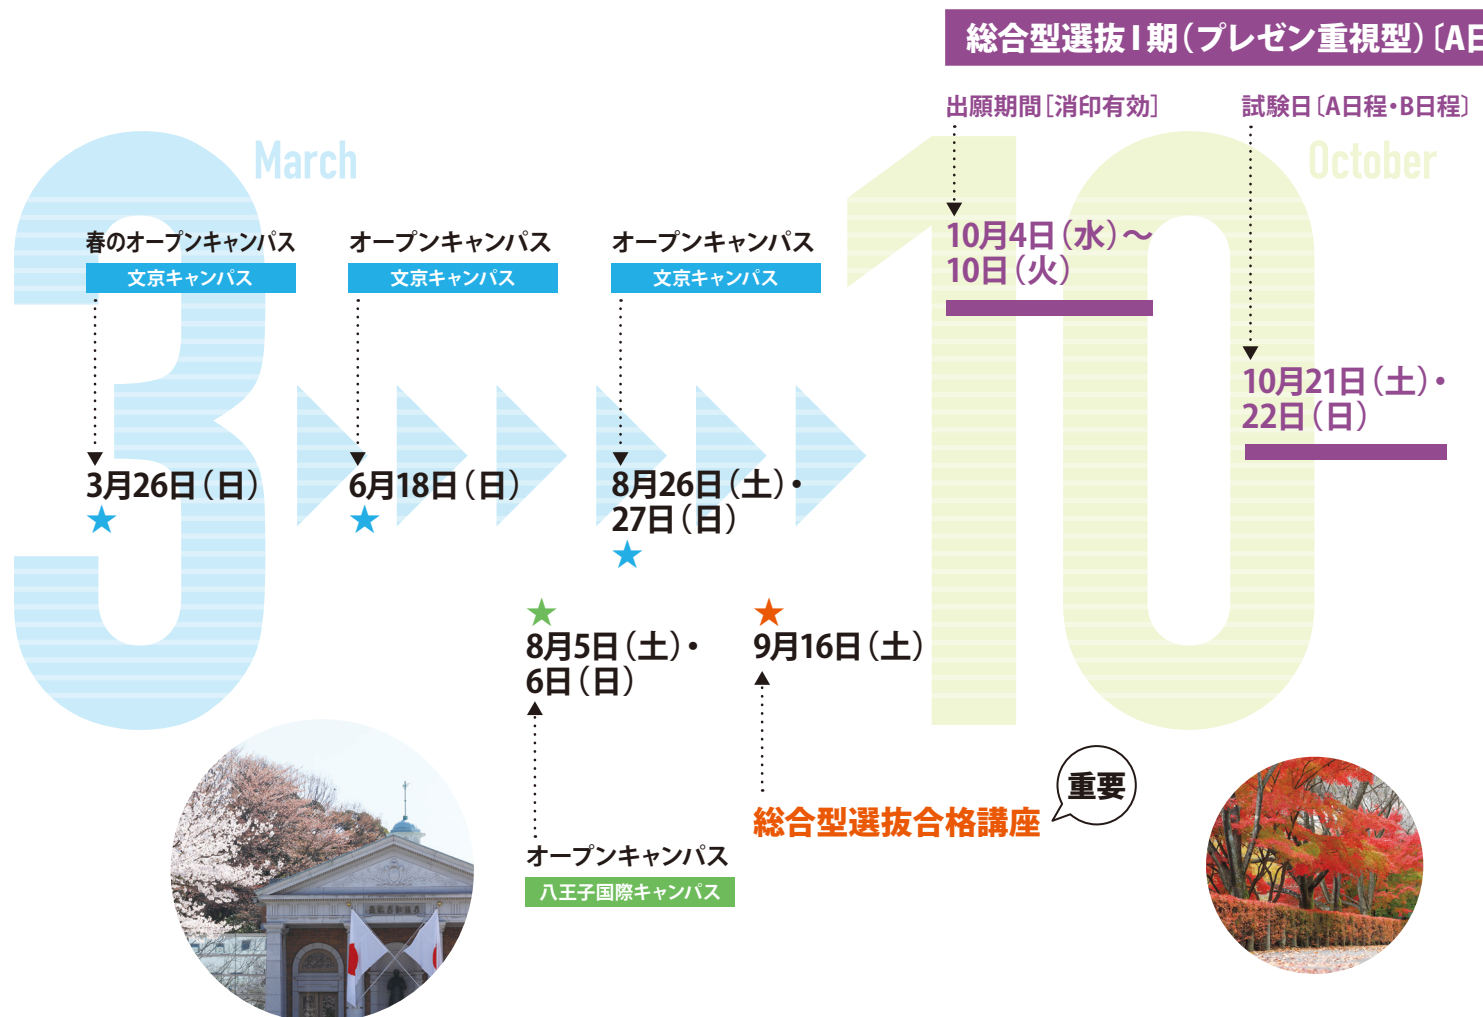 総合型選抜Ⅰ期(プレゼン重視型)〔A日
出願期間[消印有効]
試験日〔A日程・B日程〕
3
March
10
October
10月4日(水)〜
10日(火)
10月21日(土)・
22日(日)
春のオープンキャンパス
文京キャンパス
3月26日(日)
オープンキャンパス
文京キャンパス
6月18日(日)
オープンキャンパス
文京キャンパス
8月26日(土)・
27日(日)
8月5日(土)・
6日(日)
オープンキャンパス
八王子国際キャンパス
9月16日(土)
総合型選抜合格講座
重要